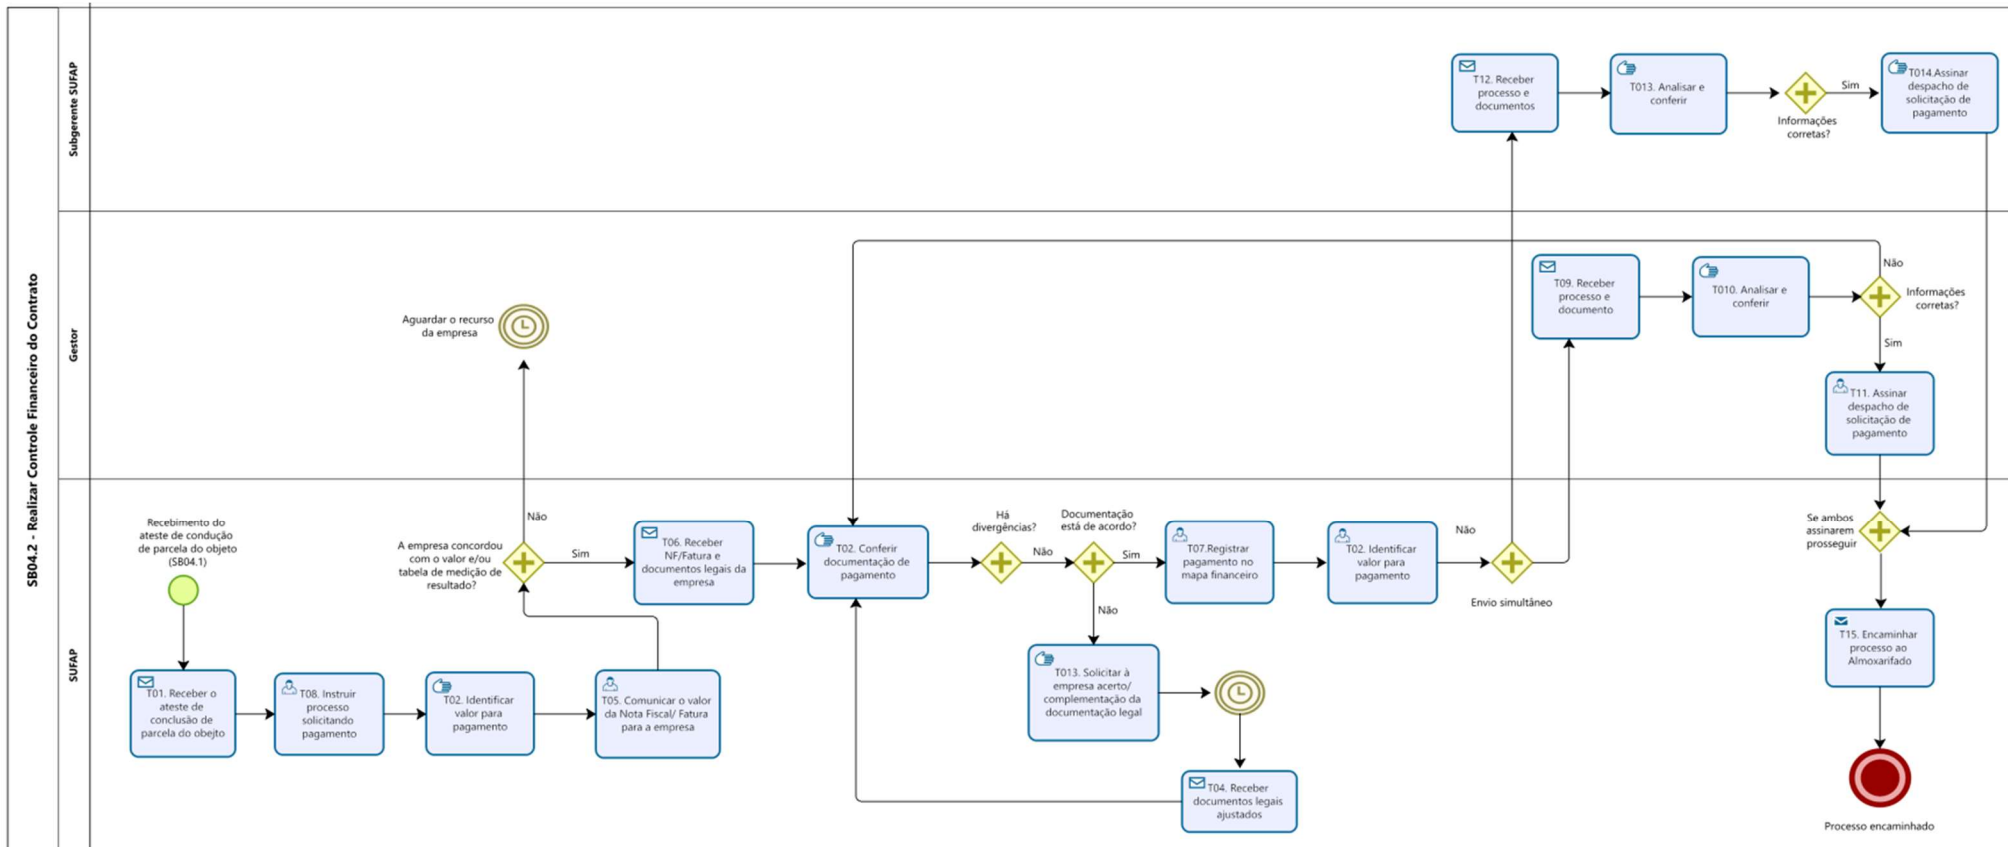 SB04.2 - Realizar Controle Financeiro do Contrato
Subgerente SUFAP
T12. Receber
processo e
documentos
T013. Analisar e
conferir
Informações
corretas?
Sim
T014.Assinar
despacho de
solicitação de
pagamento
Gestor
Aguardar o recurso
da empresa
T09. Receber
processo e
documento
T010. Analisar e
conferir
Não
Informações
corretas?
Sim
T11. Assinar
despacho de
solicitação de
pagamento
SUFAP
Recebimento do
ateste de condução
de parcela do objeto
(SB04.1)
T01. Receber o
ateste de
conclusão de
parcela do obejto
T08. Instruir
processo
solicitando
pagamento
T02. Identificar
valor para
pagamento
T05. Comunicar o valor
da Nota Fiscal/ Fatura
para a empresa
A empresa concordou
com o valor e/ou
tabela de medição de
resultado?
Não
Sim
T06. Receber
NF/Fatura e
documentos legais da
empresa
T02. Conferir
documentação de
pagamento
Há
divergências?
Não
Documentação
está de acordo?
Sim
Não
T07.Registrar
pagamento no
mapa financeiro
T02. Identificar
valor para
pagamento
Não
Envio simultâneo
T013. Solicitar à
empresa acerto/
complementação da
documentação legal
T04. Receber
documentos legais
ajustados
Se ambos
assinarem
prosseguir
T15. Encaminhar
processo ao
Almoxarifado
Processo encaminhado